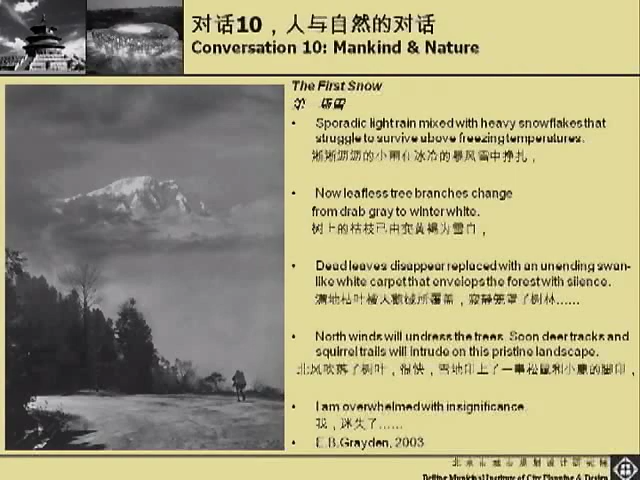 对话10，人与自然的对话
Conversation 10: Mankind & Nature
The First Snow
第一场雪
• Sporadic light rain mixed with heavy snowflakes that
struggle to survive above freezing temperatures.
淅淅沥沥的小雨在冰冷的暴风雪中挣扎，
• Now leafless tree branches change
from drab gray to winter white.
树上的枯枝已由变黄褐为雪白，
• Dead leaves disappear replaced with an unending swan-
like white carpet that envelops the forest with silence.
落地枯叶被天鹅绒所覆盖，寂静笼罩了树林……
• North winds will undress the trees. Soon deer tracks and
squirrel trails will intrude on this pristine landscape.
北风吹落了树叶，很快，雪地印上了一串松鼠和小鹿的脚印，
• I am overwhelmed with insignificance.
我，迷失了……
• E.B.Grayden, 2003
北京市城市规划设计研究院
Beijing Municipal Institute of City Planning & Design